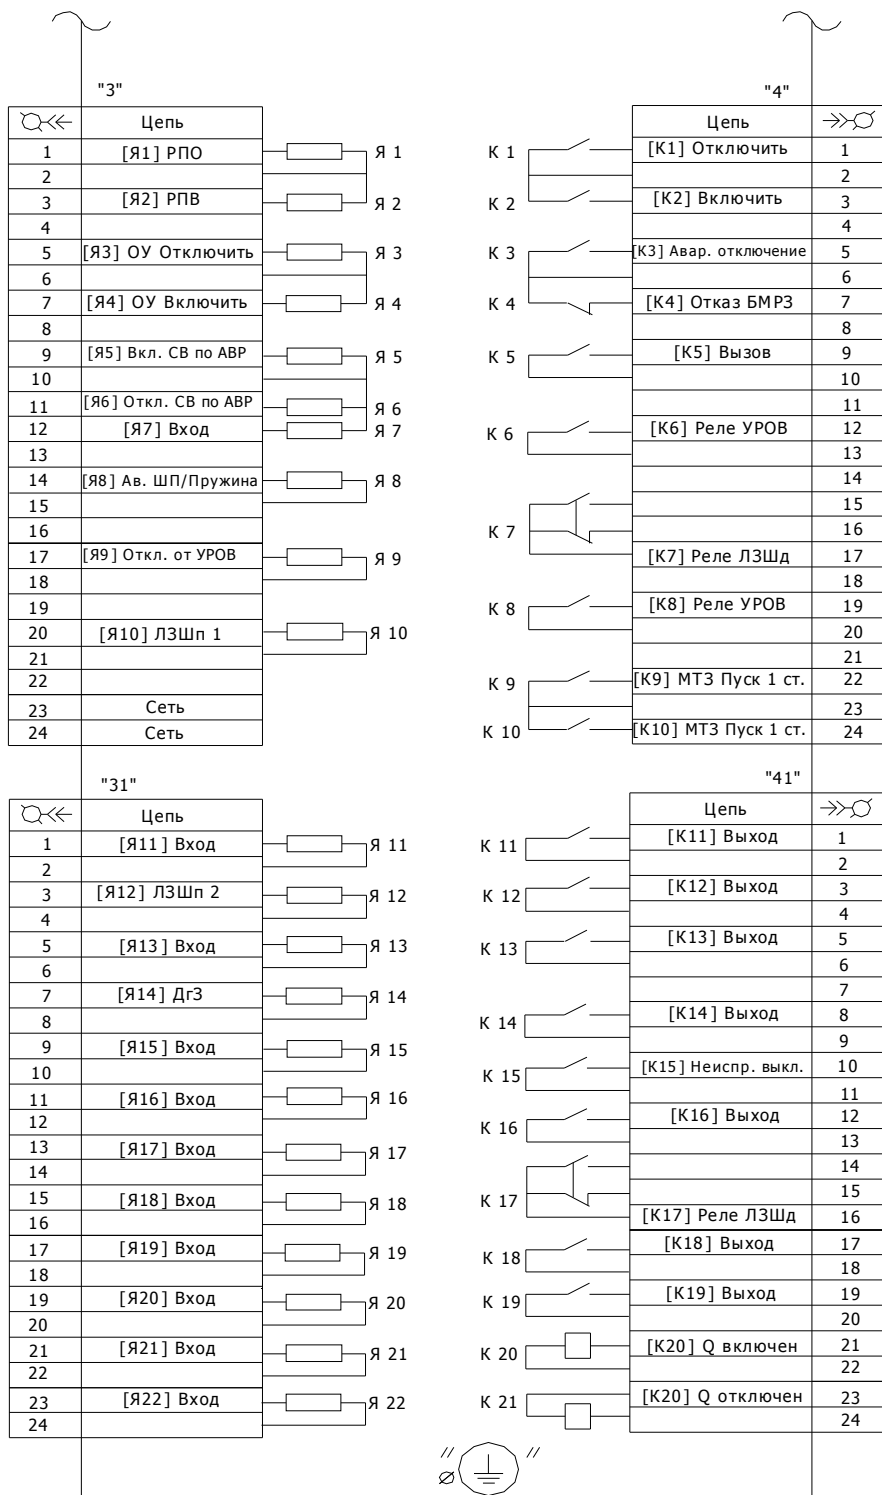 "3"
Цепь
1 [Я1] РПО Я 1
2
3 [Я2] РПВ Я 2
4
5 [Я3] ОУ Отключить Я 3
6
7 [Я4] ОУ Включить Я 4
8
9 [Я5] Вкл. СВ по АВР Я 5
10
11 [Я6] Откл. СВ по АВР Я 6
12 [Я7] Вход Я 7
13
14 [Я8] Ав. ШП/Пружина Я 8
15
16
17 [Я9] Откл. от УРОВ Я 9
18
19
20 [Я10] ЛЗШп 1 Я 10
21
22
23 Сеть
24 Сеть
"4"
Цепь
К 1 [К1] Отключить 1
2
К 2 [К2] Включить 3
4
К 3 [К3] Авар. отключение 5
6
К 4 [К4] Отказ БМРЗ 7
8
К 5 [К5] Вызов 9
10
11
К 6 [К6] Реле УРОВ 12
13
14
15
К 7 16
[К7] Реле ЛЗШд 17
18
К 8 [К8] Реле УРОВ 19
20
21
К 9 [К9] МТЗ Пуск 1 ст. 22
23
К 10 [К10] МТЗ Пуск 1 ст. 24
"31"
Цепь
1 [Я11] Вход Я 11
2
3 [Я12] ЛЗШп 2 Я 12
4
5 [Я13] Вход Я 13
6
7 [Я14] ДгЗ Я 14
8
9 [Я15] Вход Я 15
10
11 [Я16] Вход Я 16
12
13 [Я17] Вход Я 17
14
15 [Я18] Вход Я 18
16
17 [Я19] Вход Я 19
18
19 [Я20] Вход Я 20
20
21 [Я21] Вход Я 21
22
23 [Я22] Вход Я 22
24
"41"
Цепь
К 11 [К11] Выход 1
2
К 12 [К12] Выход 3
4
К 13 [К13] Выход 5
6
7
К 14 [К14] Выход 8
9
К 15 [К15] Неиспр. выкл. 10
11
К 16 [К16] Выход 12
13
14
К 17 15
[К17] Реле ЛЗШд 16
К 18 [К18] Выход 17
18
К 19 [К19] Выход 19
20
К 20 [К20] Q включен 21
22
К 21 [К20] Q отключен 23
24